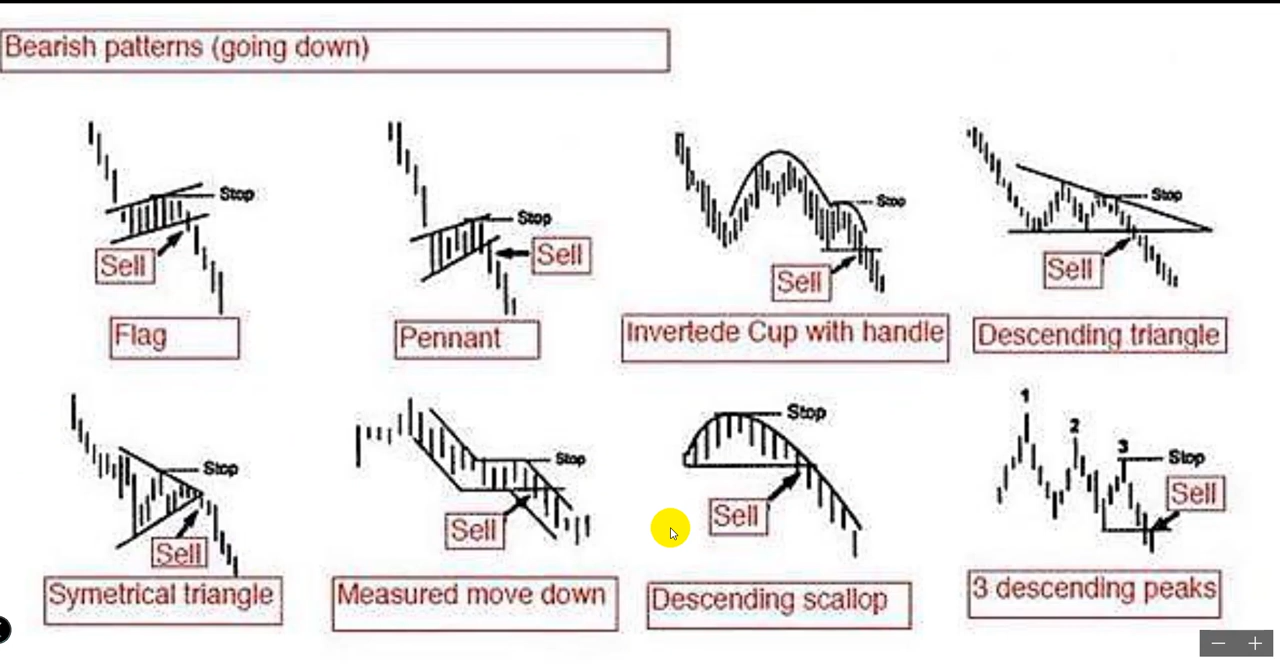 Bearish patterns (going down)
Stop
Sell
Flag
Stop
Sell
Pennant
Stop
Sell
Invertede Cup with handle
Stop
Sell
Descending triangle
Stop
Sell
Symetrical triangle
Stop
Sell
Measured move down
Stop
Sell
Descending scallop
1
2
3
Stop
Sell
3 descending peaks